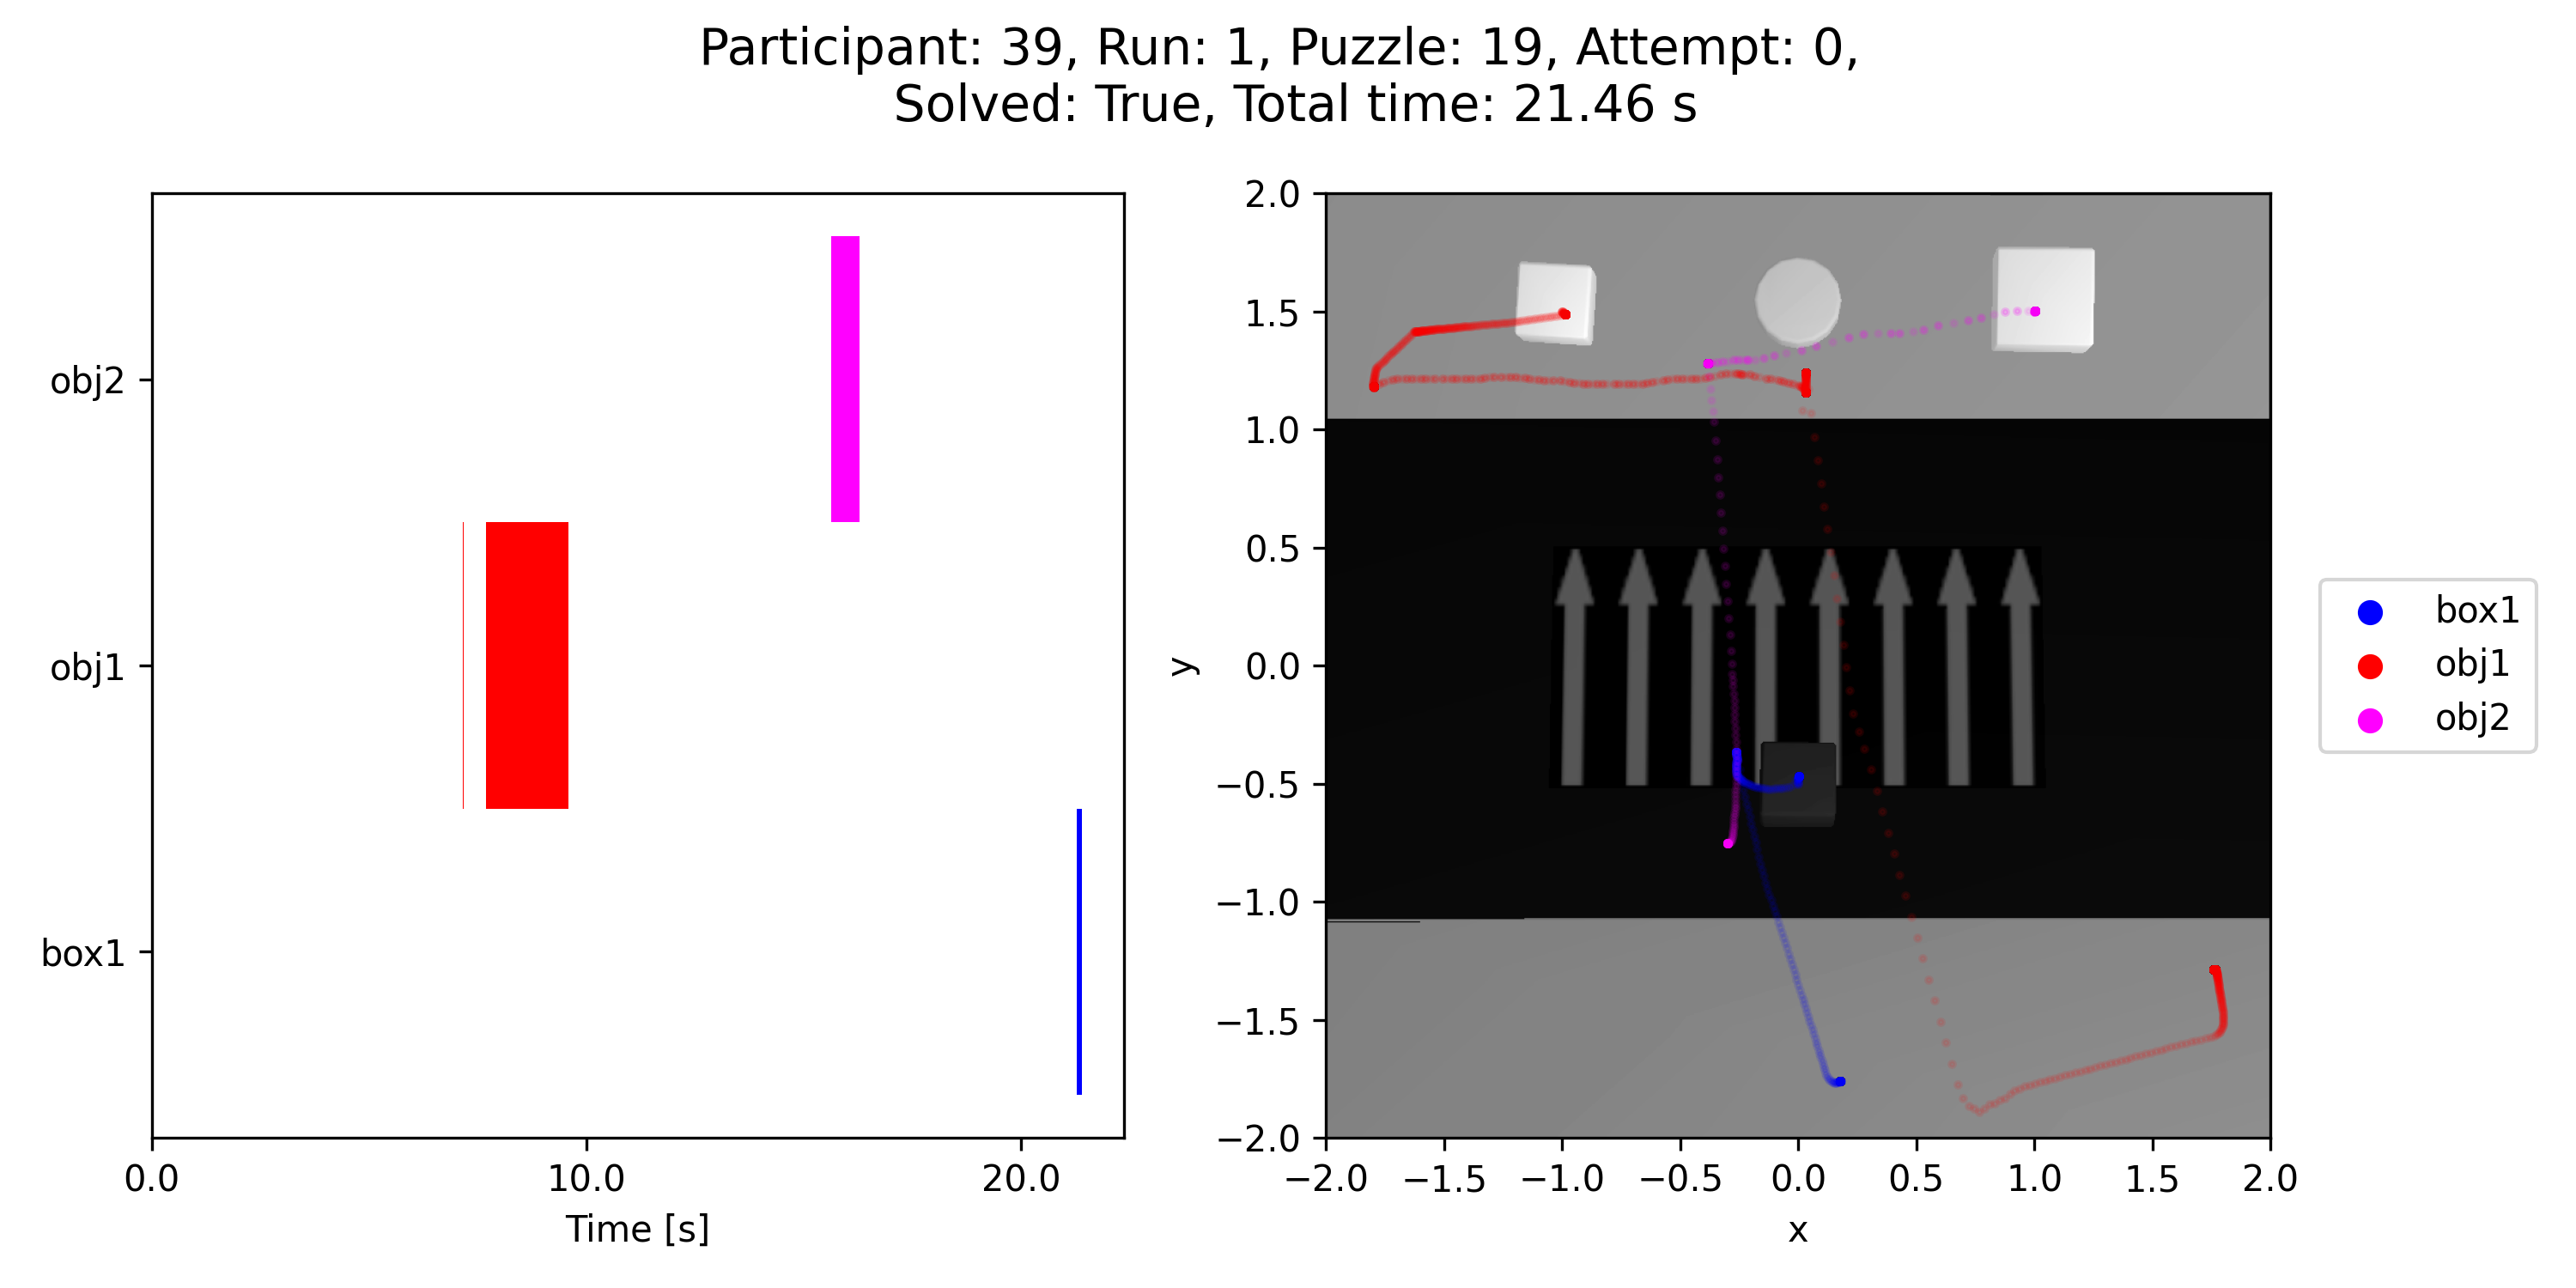 Participant: 39, Run: 1, Puzzle: 19, Attempt: 0,
Solved: True, Total time: 21.46 s
obj2
obj1
box1
0.0 10.0 20.0
Time [s]
2.0
1.5
1.0
0.5
0.0
−0.5
−1.0
−1.5
−2.0
y
−2.0 −1.5 −1.0 −0.5 0.0 0.5 1.0 1.5 2.0
x
box1
obj1
obj2